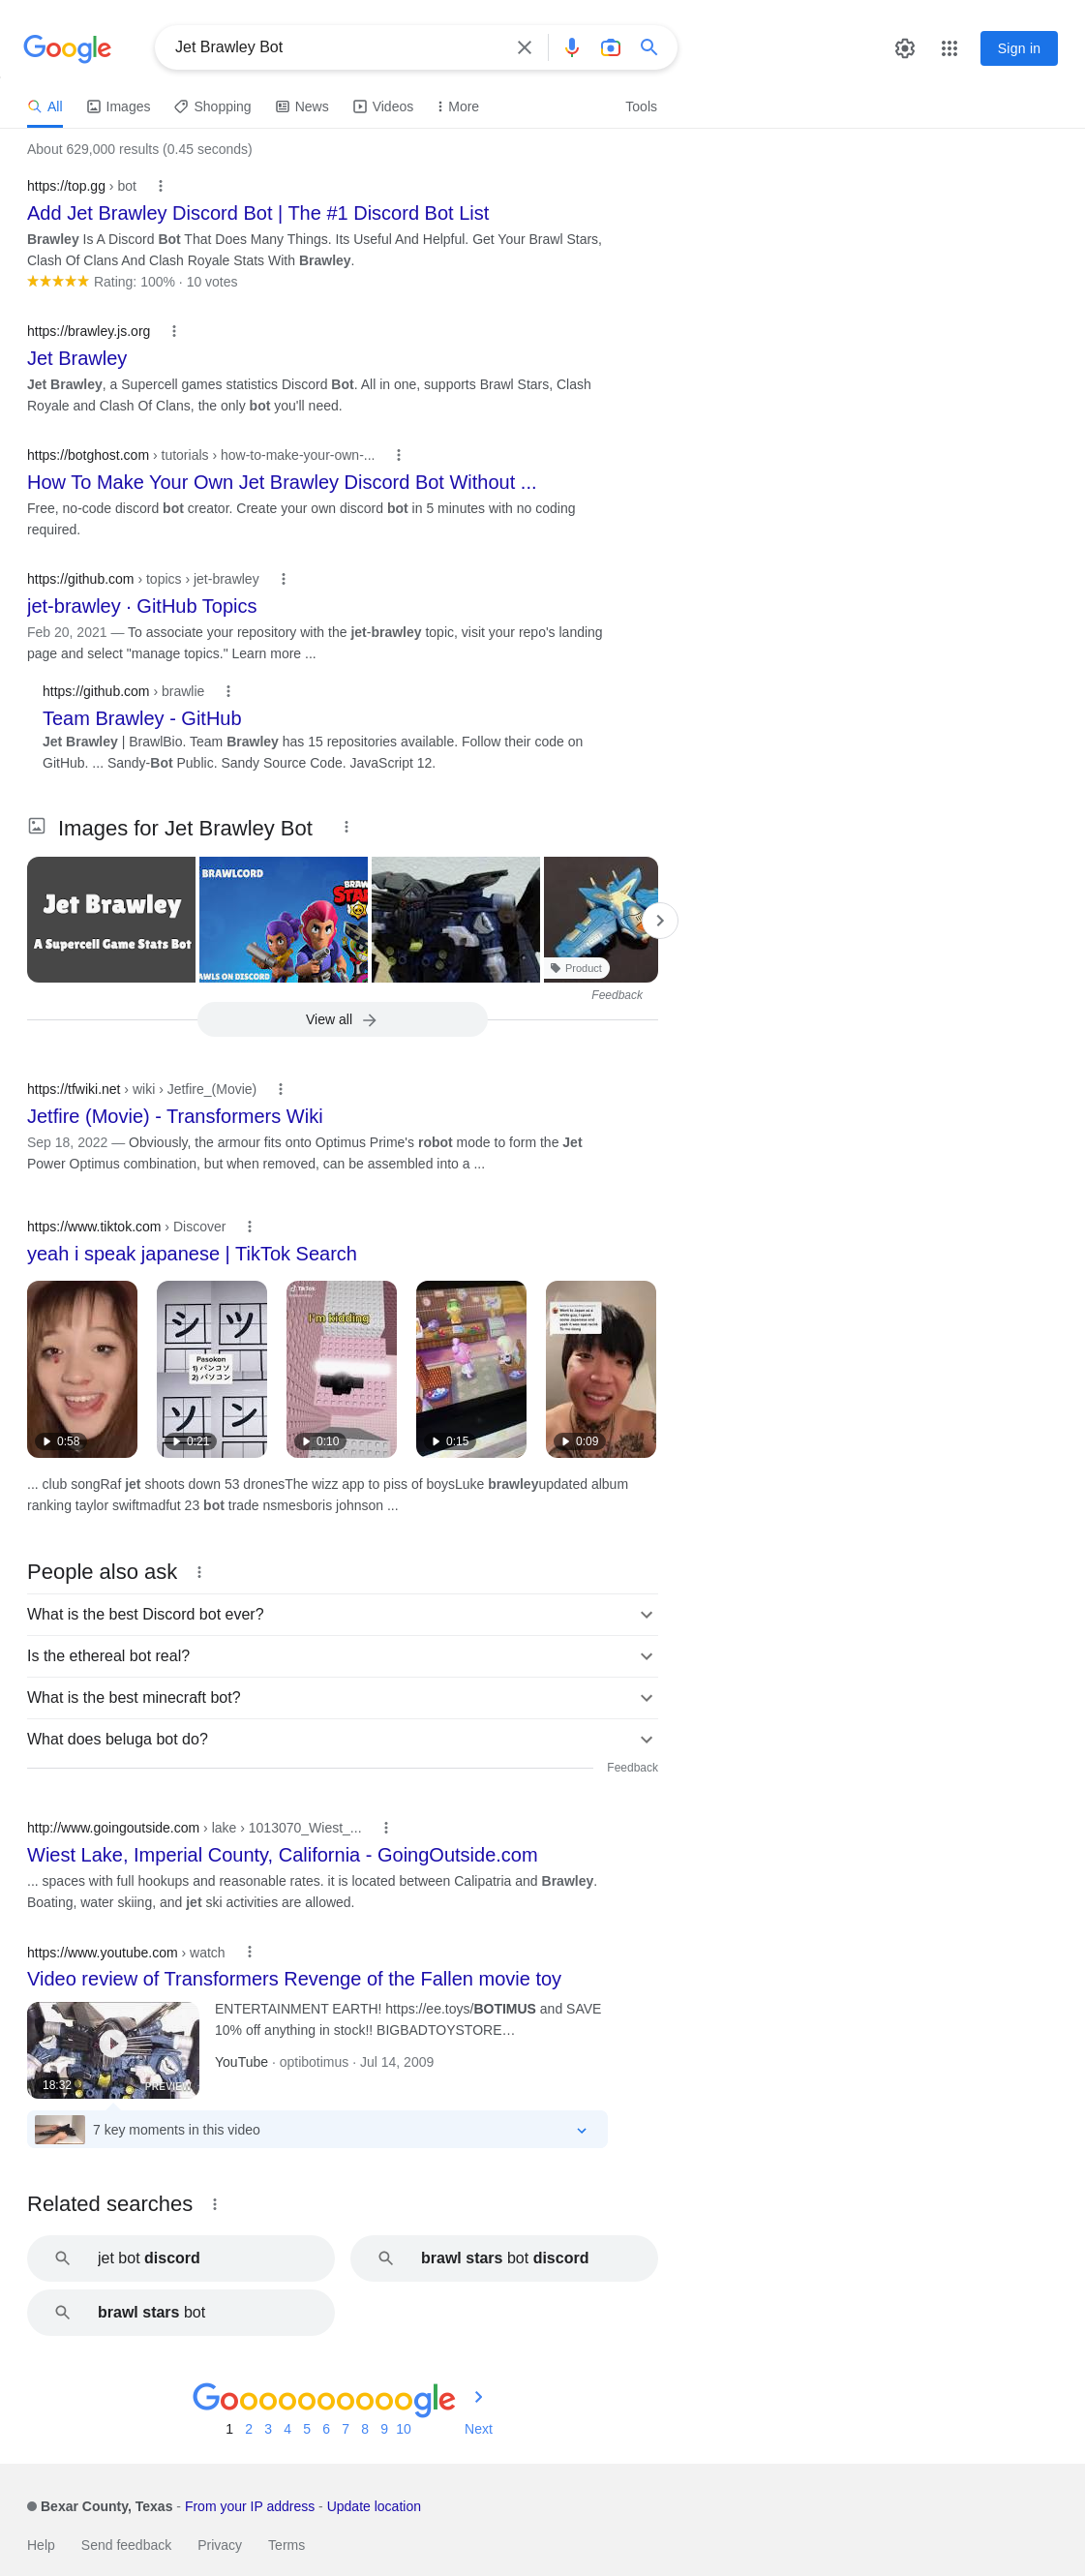 Google
Jet Brawley Bot
Sign in
All
Images
Shopping
News
Videos
More
Tools
About 629,000 results (0.45 seconds)
https://top.gg › bot
Add Jet Brawley Discord Bot | The #1 Discord Bot List
Brawley Is A Discord Bot That Does Many Things. Its Useful And Helpful. Get Your Brawl Stars,
Clash Of Clans And Clash Royale Stats With Brawley.
Rating: 100% · 10 votes
https://brawley.js.org
Jet Brawley
Jet Brawley, a Supercell games statistics Discord Bot. All in one, supports Brawl Stars, Clash
Royale and Clash Of Clans, the only bot you'll need.
https://botghost.com › tutorials › how-to-make-your-own-...
How To Make Your Own Jet Brawley Discord Bot Without ...
Free, no-code discord bot creator. Create your own discord bot in 5 minutes with no coding
required.
https://github.com › topics › jet-brawley
jet-brawley · GitHub Topics
Feb 20, 2021 — To associate your repository with the jet-brawley topic, visit your repo's landing
page and select "manage topics." Learn more ...
https://github.com › brawlie
Team Brawley - GitHub
Jet Brawley | BrawlBio. Team Brawley has 15 repositories available. Follow their code on
GitHub. ... Sandy-Bot Public. Sandy Source Code. JavaScript 12.
Images for Jet Brawley Bot
Jet Brawley
A Supercell Game Stats Bot
BRAWLCORD
BRAW
STA
AWLS ON DISCORD
Product
Feedback
View all
https://tfwiki.net › wiki › Jetfire_(Movie)
Jetfire (Movie) - Transformers Wiki
Sep 18, 2022 — Obviously, the armour fits onto Optimus Prime's robot mode to form the Jet
Power Optimus combination, but when removed, can be assembled into a ...
https://www.tiktok.com › Discover
yeah i speak japanese | TikTok Search
シ ツ
Pasokon
1) パンコソ
2) パソコン
ソ ン
TikTok
I'm kidding
0:58
0:21
0:10
0:15
0:09
... club songRaf jet shoots down 53 dronesThe wizz app to piss of boysLuke brawleyupdated album
ranking taylor swiftmadfut 23 bot trade nsmesboris johnson ...
People also ask
What is the best Discord bot ever?
Is the ethereal bot real?
What is the best minecraft bot?
What does beluga bot do?
Feedback
http://www.goingoutside.com › lake › 1013070_Wiest_...
Wiest Lake, Imperial County, California - GoingOutside.com
... spaces with full hookups and reasonable rates. it is located between Calipatria and Brawley.
Boating, water skiing, and jet ski activities are allowed.
https://www.youtube.com › watch
Video review of Transformers Revenge of the Fallen movie toy
ENTERTAINMENT EARTH! https://ee.toys/BOTIMUS and SAVE
10% off anything in stock!! BIGBADTOYSTORE…
YouTube · optibotimus · Jul 14, 2009
18:32
PREVIEW
7 key moments in this video
Related searches
jet bot discord
brawl stars bot discord
brawl stars bot
Goooooooooogle
1 2 3 4 5 6 7 8 9 10 Next
Bexar County, Texas - From your IP address - Update location
Help
Send feedback
Privacy
Terms